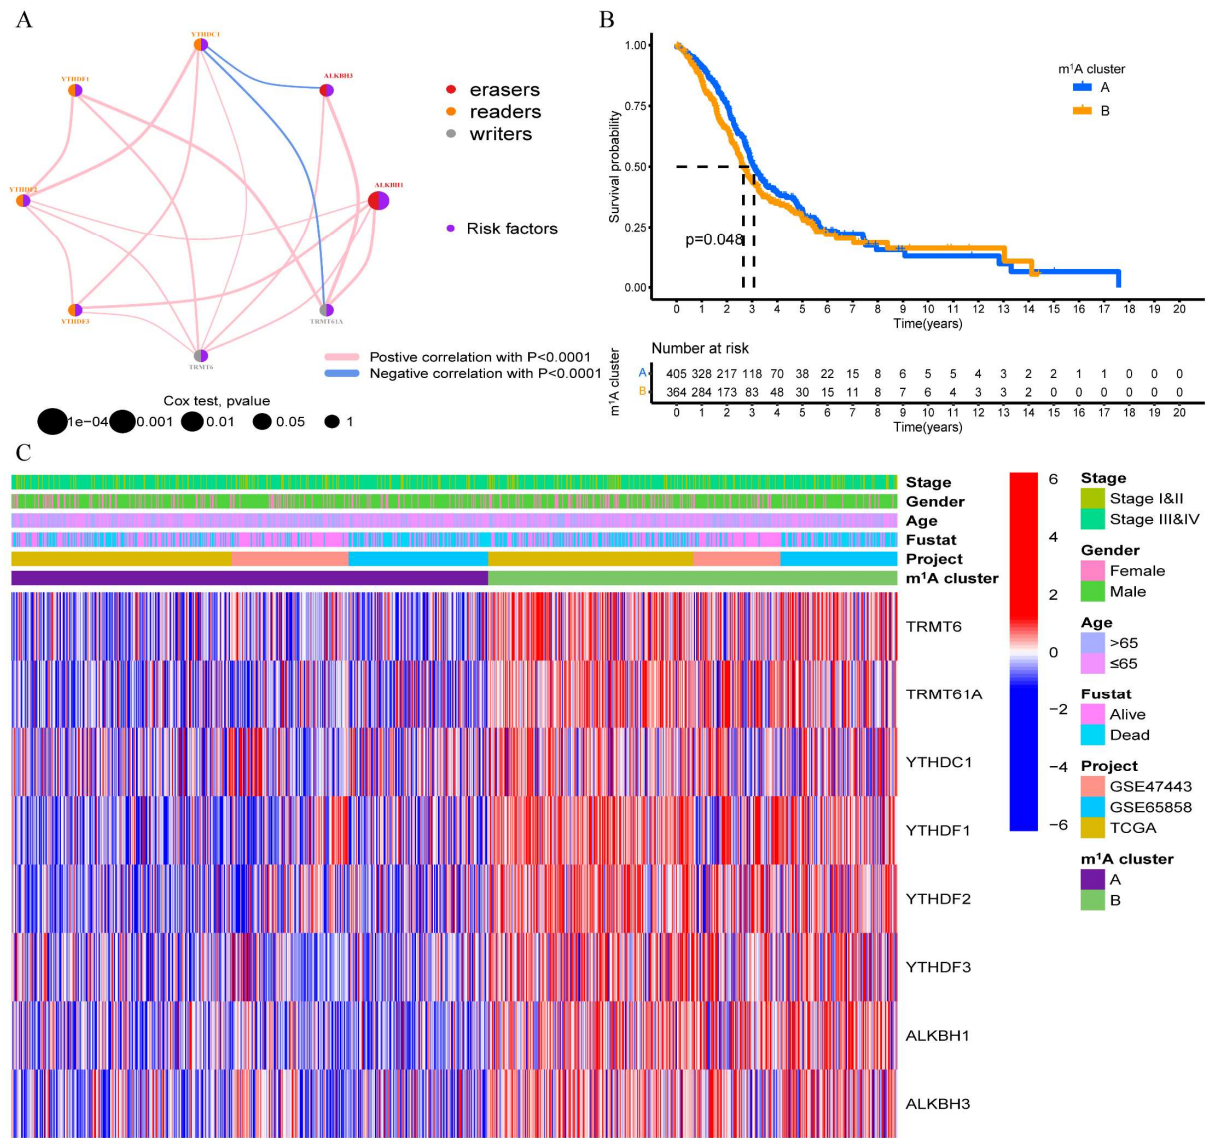 A
YTHDC1
YTHDF1
ALKBH3
erasers
readers
writers
YTHDF2
ALKBH1
Risk factors
YTHDF3
TRMT61A
TRMT6
Postive correlation with P<0.0001
Negative correlation with P<0.0001
Cox test, pvalue
1e−04 0.001 0.01 0.05 1
B
m¹A cluster
A
B
Survival probability
1.00
0.75
0.50
0.25
0.00
p=0.048
0 1 2 3 4 5 6 7 8 9 10 11 12 13 14 15 16 17 18 19 20
Time(years)
Number at risk
m¹A cluster
A 405 328 217 118 70 38 22 15 8 6 5 5 4 3 2 2 1 1 0 0 0
B 364 284 173 83 48 30 15 11 8 7 6 4 3 3 2 0 0 0 0 0 0
0 1 2 3 4 5 6 7 8 9 10 11 12 13 14 15 16 17 18 19 20
Time(years)
C
Stage
Gender
Age
Fustat
Project
m¹A cluster
TRMT6
TRMT61A
YTHDC1
YTHDF1
YTHDF2
YTHDF3
ALKBH1
ALKBH3
6
4
2
0
−2
−4
−6
Stage
Stage I&II
Stage III&IV
Gender
Female
Male
Age
>65
≤65
Fustat
Alive
Dead
Project
GSE47443
GSE65858
TCGA
m¹A cluster
A
B